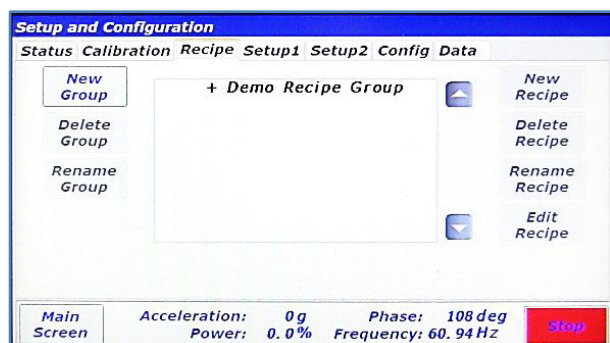 Setup and Configuration
Status Calibration Recipe Setup1 Setup2 Config Data
New
Group
Delete
Group
Rename
Group
+ Demo Recipe Group
New
Recipe
Delete
Recipe
Rename
Recipe
Edit
Recipe
Main
Screen
Acceleration: 0 g Phase: 108 deg
Power: 0.0% Frequency: 60.94 Hz
Stop